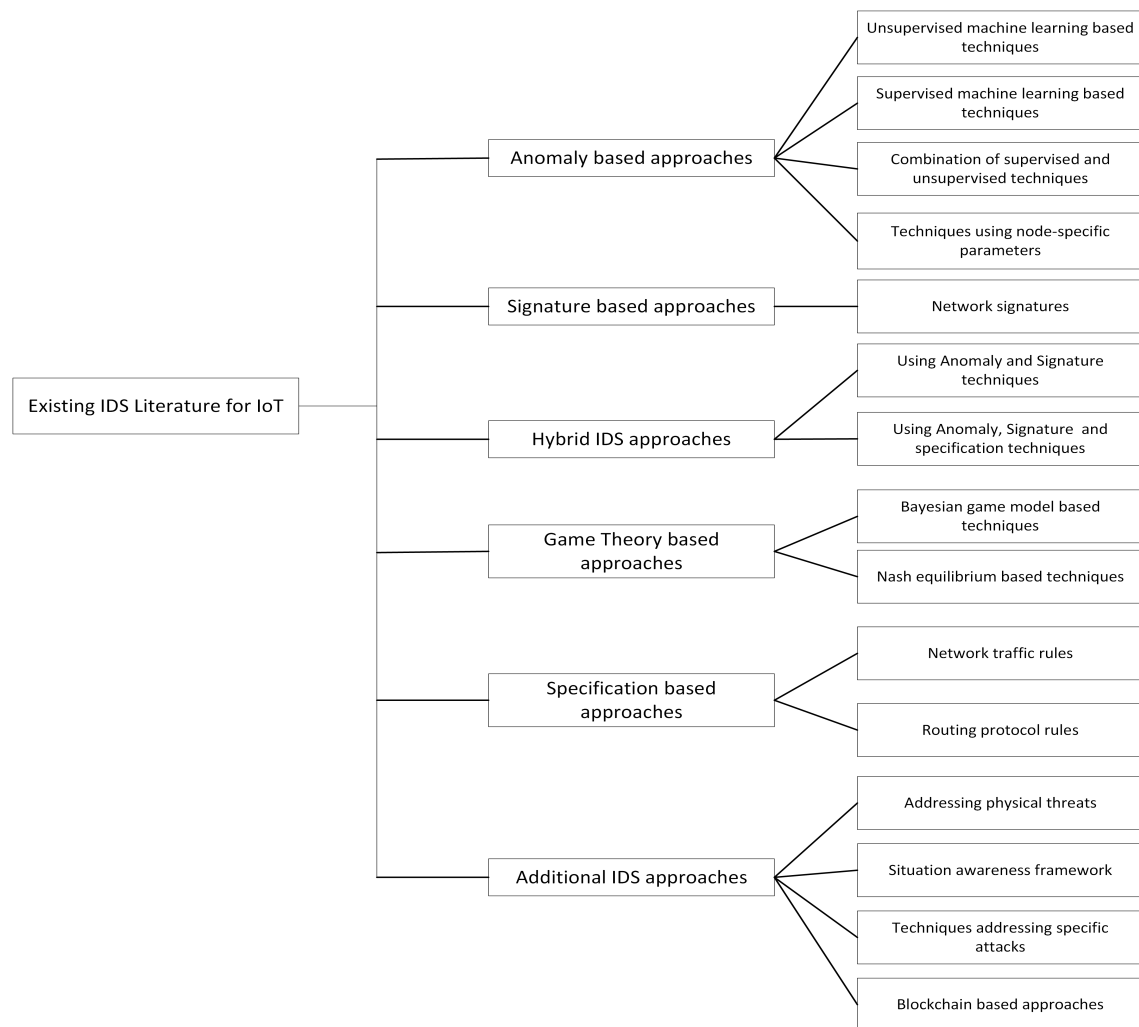 Existing IDS Literature for IoT
Anomaly based approaches
Unsupervised machine learning based
techniques
Supervised machine learning based
techniques
Combination of supervised and
unsupervised techniques
Techniques using node-specific
parameters
Signature based approaches
Network signatures
Hybrid IDS approaches
Using Anomaly and Signature
techniques
Using Anomaly, Signature and
specification techniques
Game Theory based
approaches
Bayesian game model based
techniques
Nash equilibrium based techniques
Specification based
approaches
Network traffic rules
Routing protocol rules
Additional IDS approaches
Addressing physical threats
Situation awareness framework
Techniques addressing specific
attacks
Blockchain based approaches